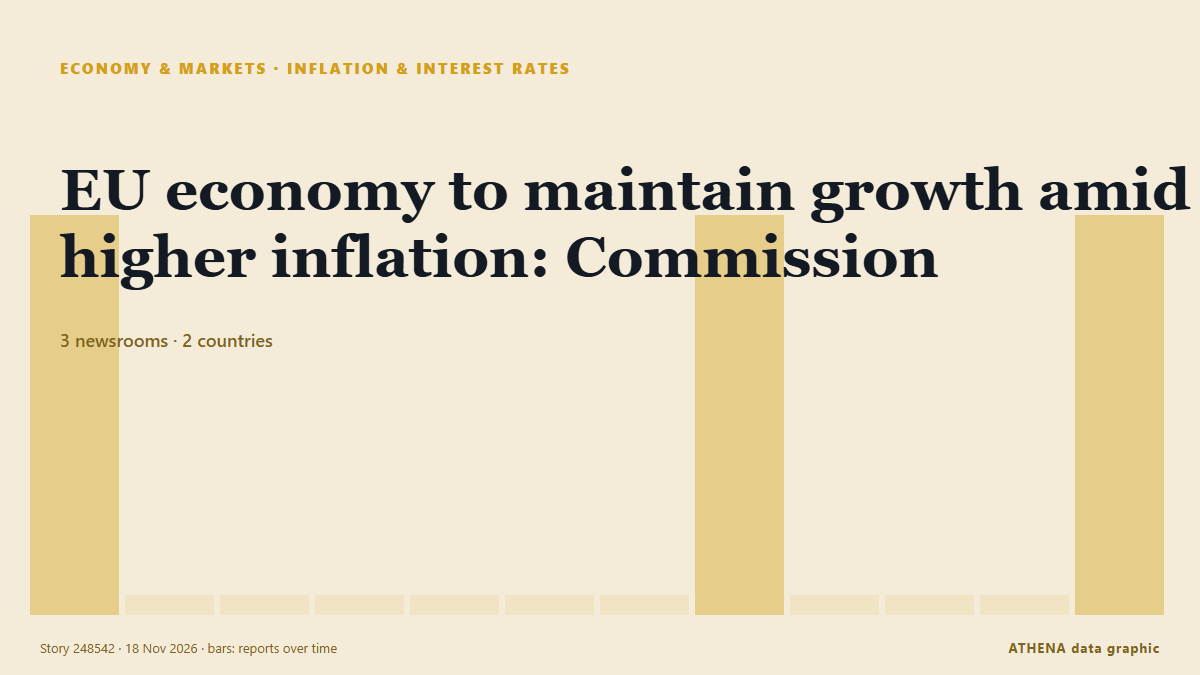 ECONOMY & MARKETS · INFLATION & INTEREST RATES
EU economy to maintain growth amid
higher inflation: Commission
3 newsrooms · 2 countries
Story 248542 · 18 Nov 2026 · bars: reports over time
ATHENA data graphic